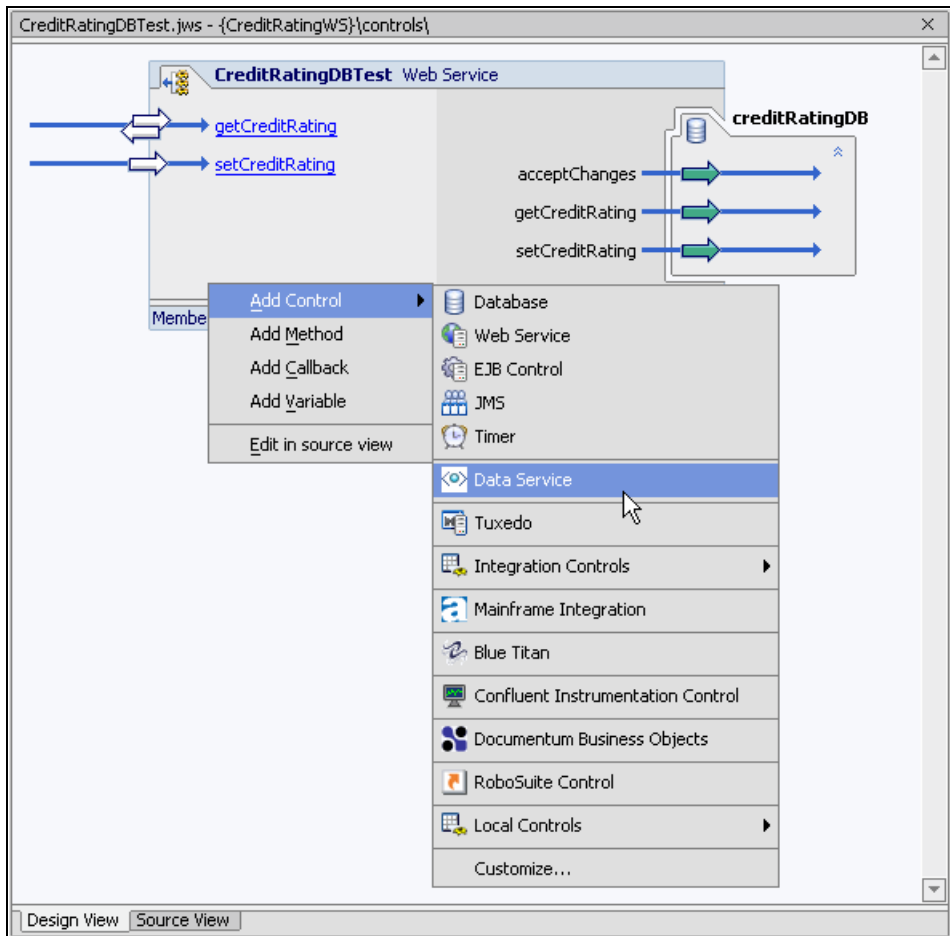 CreditRatingDBTest.jws - {CreditRatingWS}\controls\
CreditRatingDBTest Web Service
creditRatingDB
getCreditRating
setCreditRating
acceptChanges
getCreditRating
setCreditRating
Membe
Add Control
Add Method
Add Callback
Add Variable
Edit in source view
Database
Web Service
EJB Control
JMS
Timer
Data Service
Tuxedo
Integration Controls
Mainframe Integration
Blue Titan
Confluent Instrumentation Control
Documentum Business Objects
RoboSuite Control
Local Controls
Customize...
Design View Source View